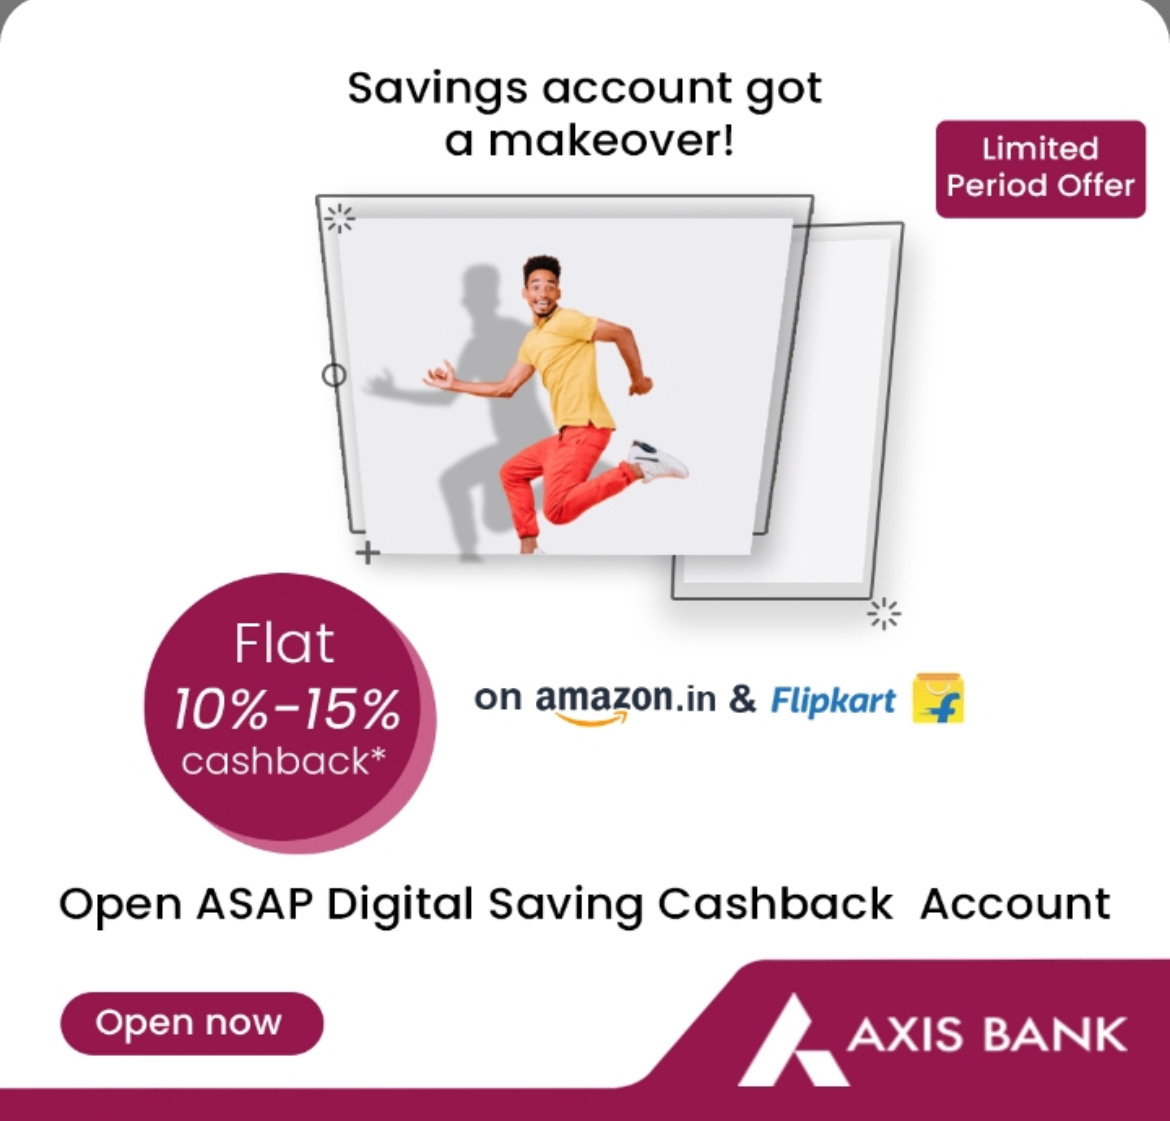 Savings account got
a makeover!
Limited
Period Offer
Flat
10%-15%
cashback*
on amazon.in & Flipkart
Open ASAP Digital Saving Cashback Account
Open now
AXIS BANK